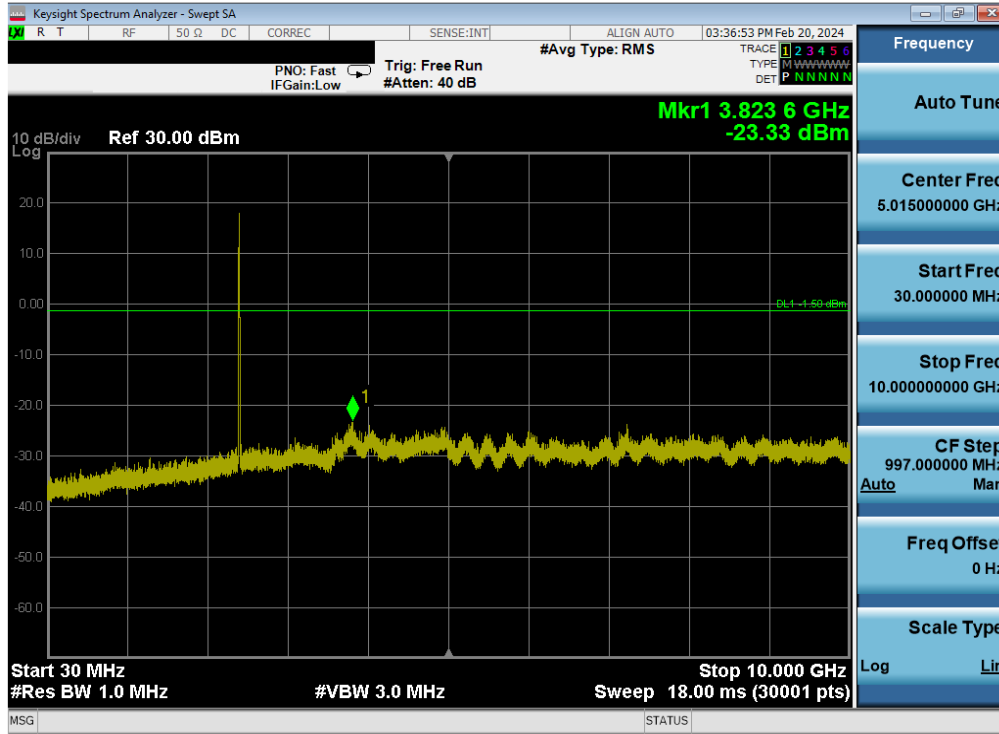 Keysight Spectrum Analyzer - Swept SA
LXI R T RF 50 Ω DC CORREC SENSE:INT ALIGN AUTO 03:36:53 PM Feb 20, 2024
#Avg Type: RMS TRACE 1 2 3 4 5 6
PNO: Fast Trig: Free Run TYPE M WWWWW
IFGain:Low #Atten: 40 dB DET P N N N N N
Mkr1 3.823 6 GHz
-23.33 dBm
10 dB/div Ref 30.00 dBm
Log
20.0
10.0
0.00
DL1 -1.50 dBm
-10.0
1
-20.0
-30.0
-40.0
-50.0
-60.0
Start 30 MHz Stop 10.000 GHz
#Res BW 1.0 MHz #VBW 3.0 MHz Sweep 18.00 ms (30001 pts)
MSG STATUS
Frequency
Auto Tune
Center Freq
5.015000000 GHz
Start Freq
30.000000 MHz
Stop Freq
10.000000000 GHz
CF Step
997.000000 MHz
Auto Man
Freq Offset
0 Hz
Scale Type
Log Lin